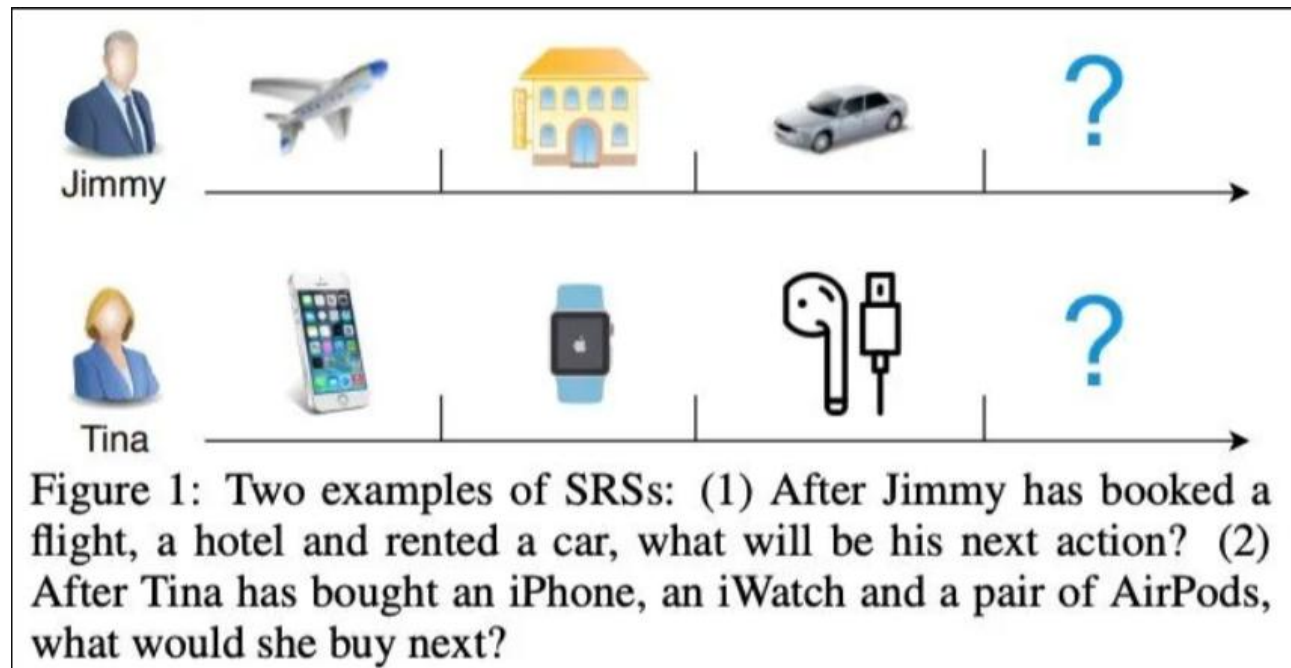 Jimmy
?
Tina
?
Figure 1: Two examples of SRSs: (1) After Jimmy has booked a
flight, a hotel and rented a car, what will be his next action? (2)
After Tina has bought an iPhone, an iWatch and a pair of AirPods,
what would she buy next?